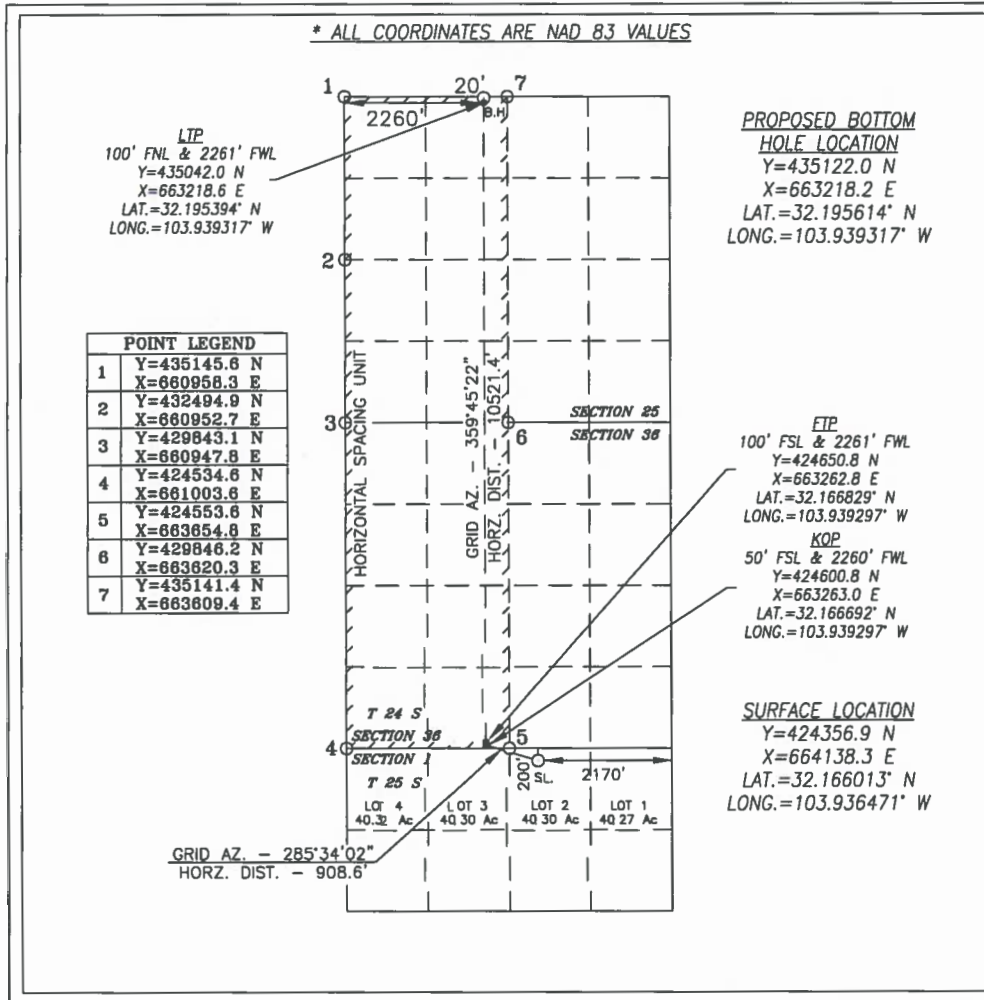 * ALL COORDINATES ARE NAD 83 VALUES
1
20'
7
B.H
2260'
LTP
100' FNL & 2261' FWL
Y=435042.0 N
X=663218.6 E
LAT.=32.195394° N
LONG.=103.939317° W
PROPOSED BOTTOM
HOLE LOCATION
Y=435122.0 N
X=663218.2 E
LAT.=32.195614° N
LONG.=103.939317° W
2
POINT LEGEND
1 Y=435145.6 N
X=660958.3 E
2 Y=432494.9 N
X=660952.7 E
3 Y=429843.1 N
X=660947.8 E
4 Y=424534.6 N
X=661003.6 E
5 Y=424553.6 N
X=663654.8 E
6 Y=429846.2 N
X=663620.3 E
7 Y=435141.4 N
X=663609.4 E
HORIZONTAL SPACING UNIT
GRID AZ. - 359°45'22"
HORZ. DIST. - 10521.4'
3
SECTION 25
SECTION 36
6
FTP
100' FSL & 2261' FWL
Y=424650.8 N
X=663262.8 E
LAT.=32.166829° N
LONG.=103.939297° W
KOP
50' FSL & 2260' FWL
Y=424600.8 N
X=663263.0 E
LAT.=32.166692° N
LONG.=103.939297° W
SURFACE LOCATION
Y=424356.9 N
X=664138.3 E
LAT.=32.166013° N
LONG.=103.936471° W
T 24 S
SECTION 36
4
5
SECTION 1
T 25 S
200'
SL.
2170'
LOT 4
40.32 Ac
LOT 3
40.30 Ac
LOT 2
40.30 Ac
LOT 1
40.27 Ac
GRID AZ. - 285°34'02"
HORZ. DIST. - 908.6'